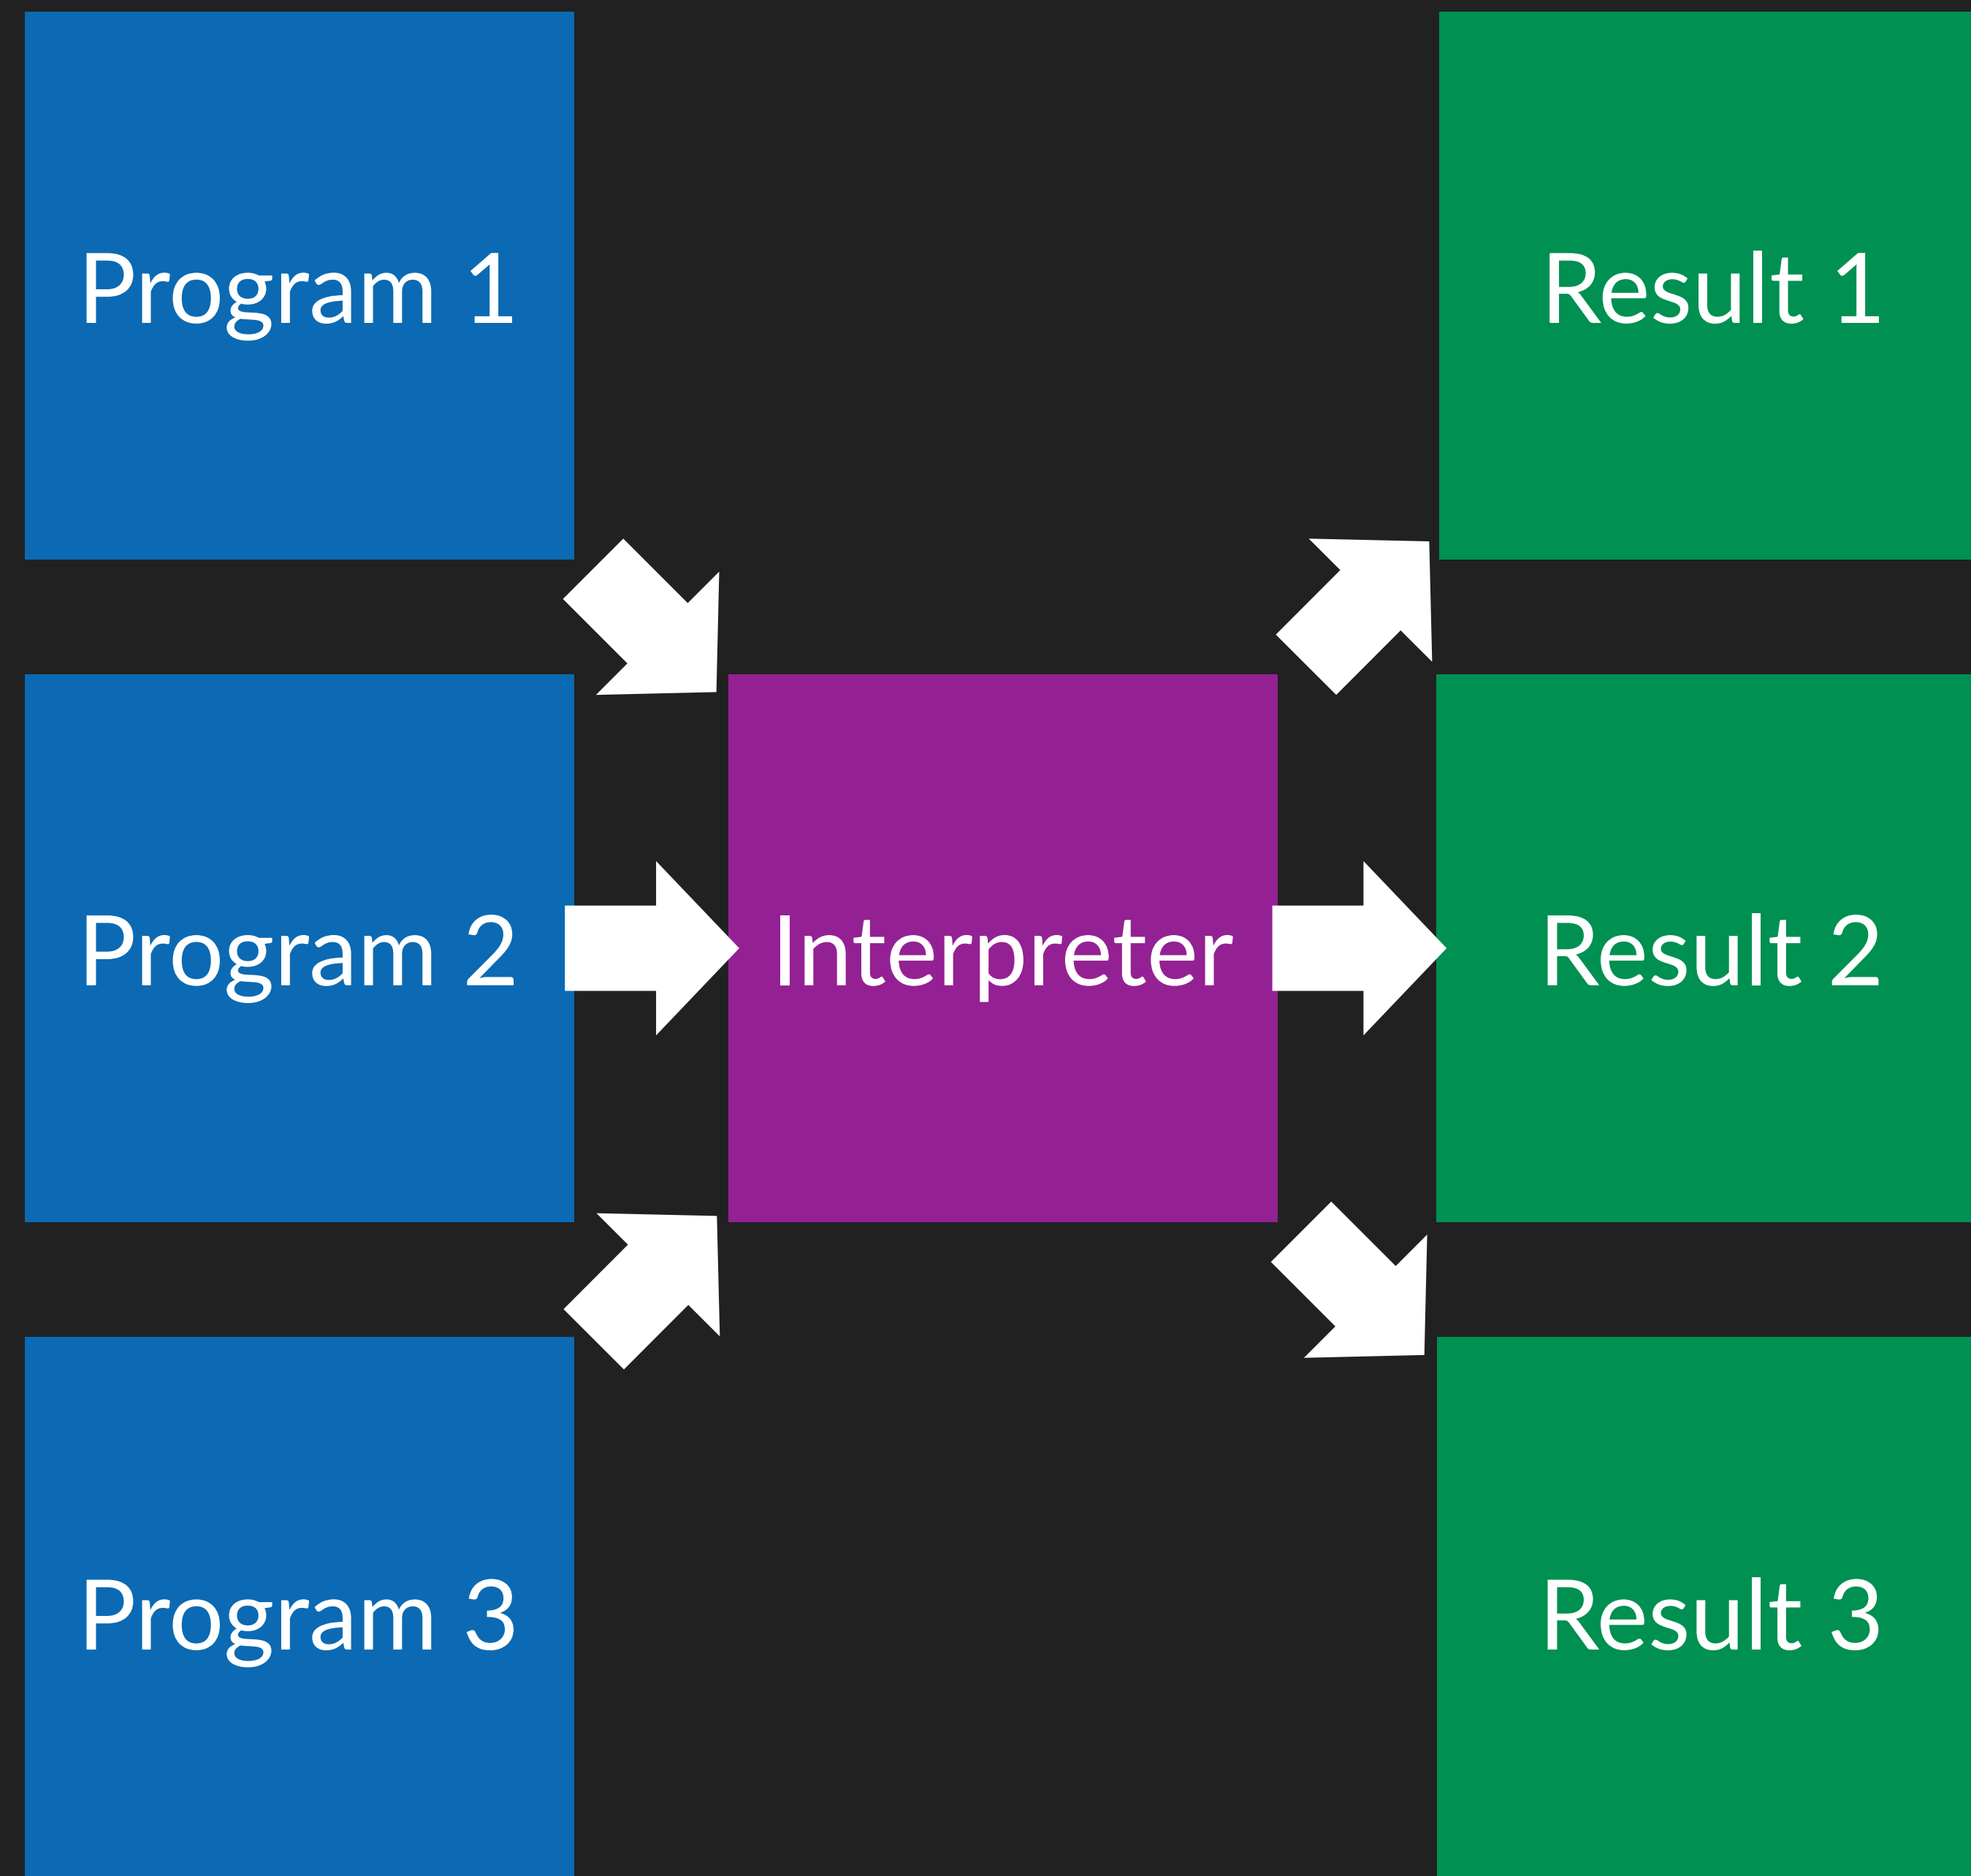 Program 1
Result 1
Program 2
Interpreter
Result 2
Program 3
Result 3